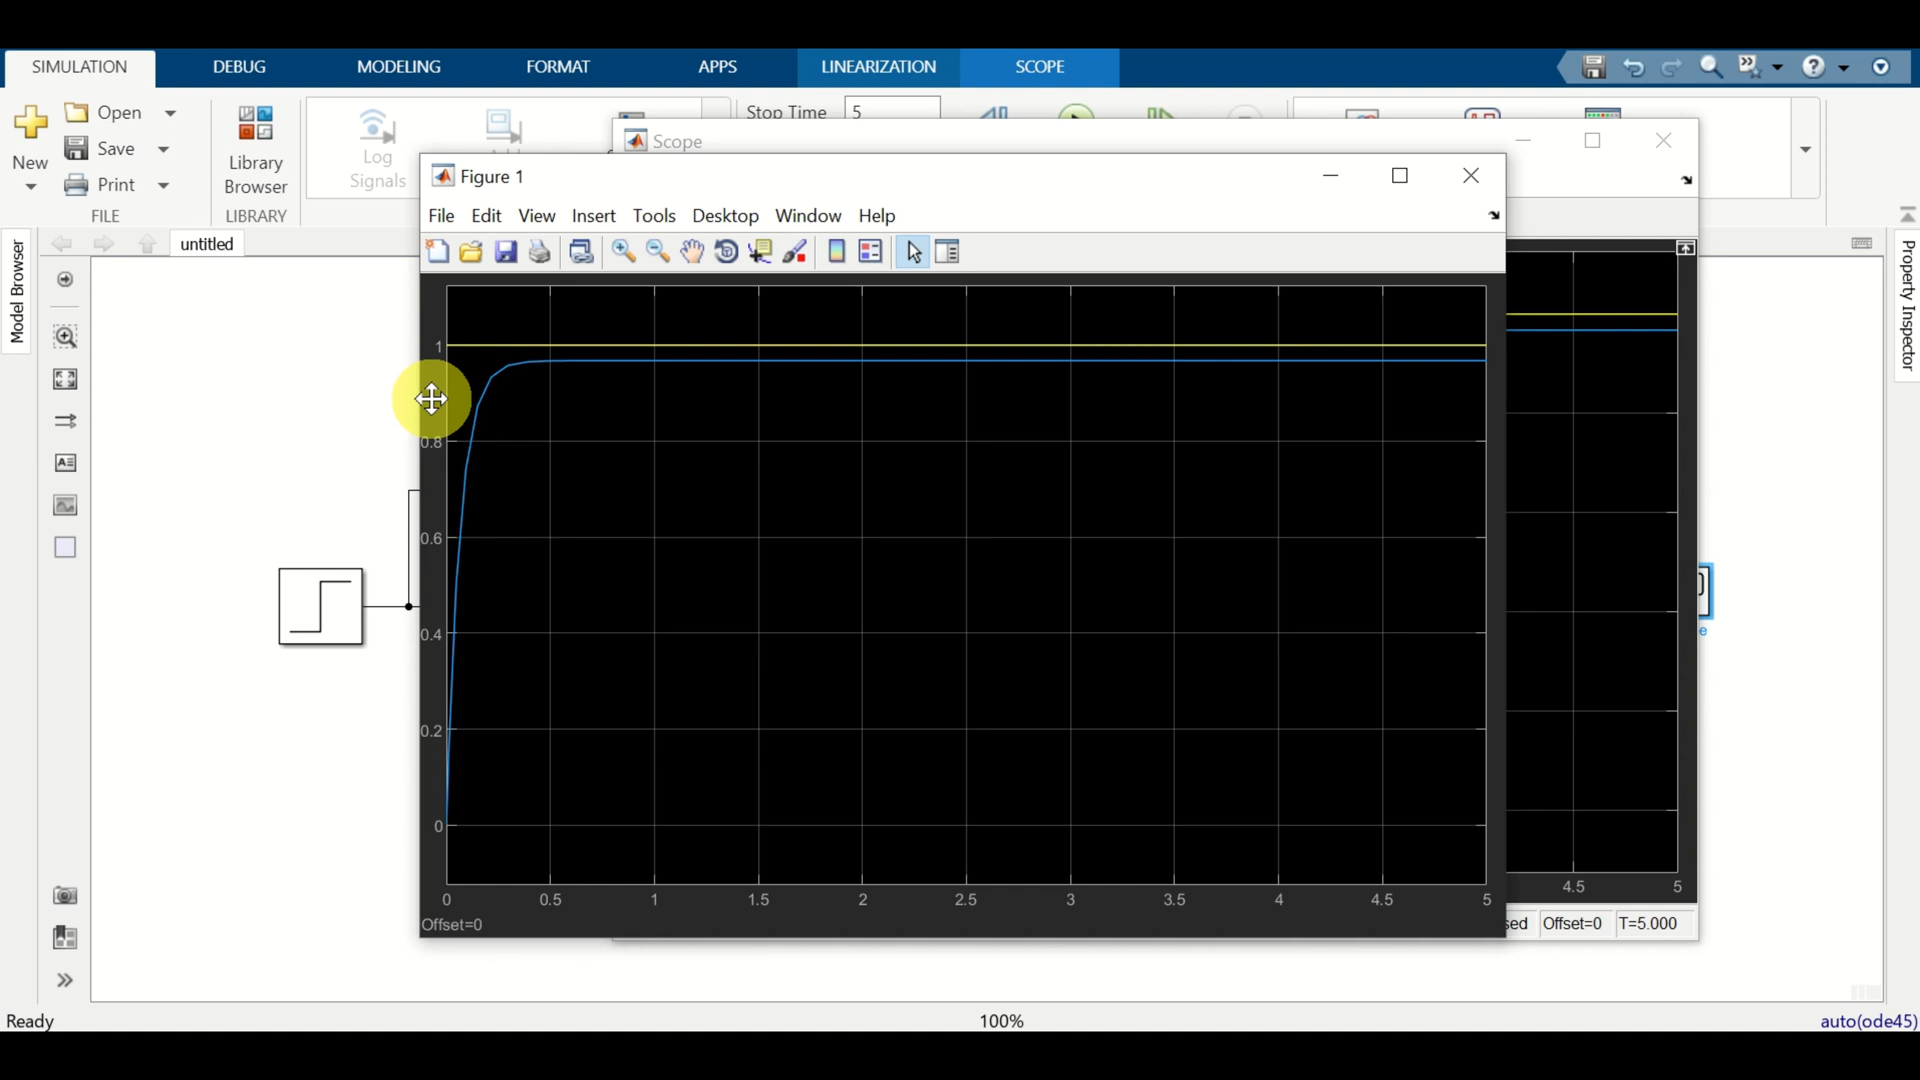 SIMULATION DEBUG MODELING FORMAT APPS LINEARIZATION SCOPE
New
Open
Save
Print
FILE
Library
Browser
LIBRARY
Log
Signals
Stop Time 5
Scope
Figure 1
File Edit View Insert Tools Desktop Window Help
untitled
Model Browser
Property Inspector
1
0.8
0.6
0.4
0.2
0
0 0.5 1 1.5 2 2.5 3 3.5 4 4.5 5
Offset=0
4.5 5
Offset=0 T=5.000
Ready 100% auto(ode45)